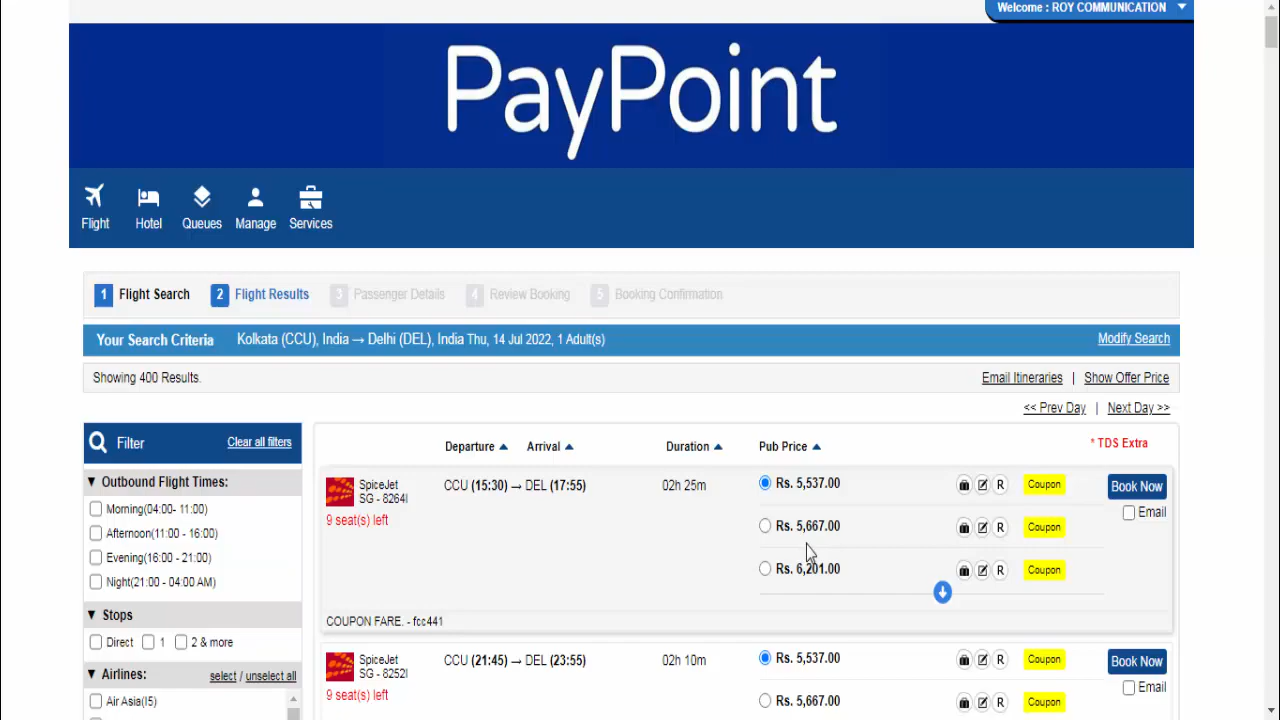 Welcome : ROY COMMUNICATION
PayPoint
Flight Hotel Queues Manage Services
1 Flight Search 2 Flight Results 3 Passenger Details 4 Review Booking 5 Booking Confirmation
Your Search Criteria Kolkata (CCU), India → Delhi (DEL), India Thu, 14 Jul 2022, 1 Adult(s) Modify Search
Showing 400 Results. Email Itineraries | Show Offer Price
<< Prev Day | Next Day >>
Filter Clear all filters
Departure Arrival Duration Pub Price * TDS Extra
Outbound Flight Times:
Morning(04:00- 11:00)
Afternoon(11:00 - 16:00)
Evening(16:00 - 21:00)
Night(21:00 - 04:00 AM)
Stops
Direct 1 2 & more
Airlines: select / unselect all
Air Asia(15)
SpiceJet CCU (15:30) → DEL (17:55) 02h 25m Rs. 5,537.00 R Coupon Book Now
SG - 8264I
9 seat(s) left Email
Rs. 5,667.00 R Coupon
Rs. 6,201.00 R Coupon
COUPON FARE. - fcc441
SpiceJet CCU (21:45) → DEL (23:55) 02h 10m Rs. 5,537.00 R Coupon Book Now
SG - 8252I
9 seat(s) left Email
Rs. 5,667.00 R Coupon